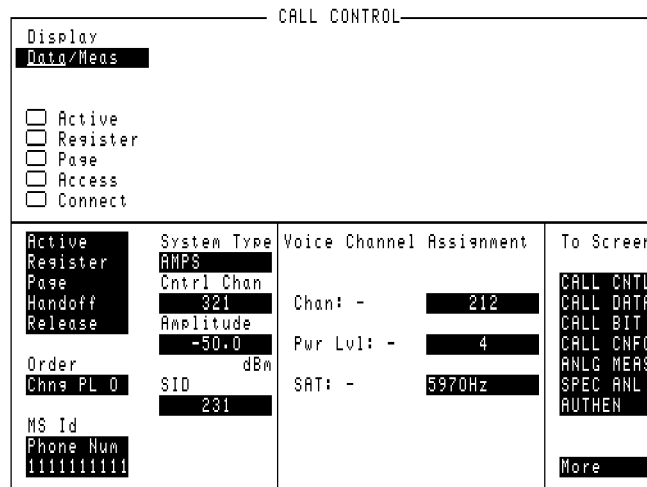 CALL CONTROL
Display
Data/Meas
Active
Register
Page
Access
Connect
Active
Register
Page
Handoff
Release
Order
Chng PL 0
MS Id
Phone Num
1111111111
System Type
AMPS
Cntrl Chan
321
Amplitude
-50.0
dBm
SID
231
Voice Channel Assignment
Chan: - 212
Pwr Lvl: - 4
SAT: - 5970Hz
To Screen
CALL CNTL
CALL DATA
CALL BIT
CALL CNFG
ANLG MEAS
SPEC ANL
AUTHEN
More